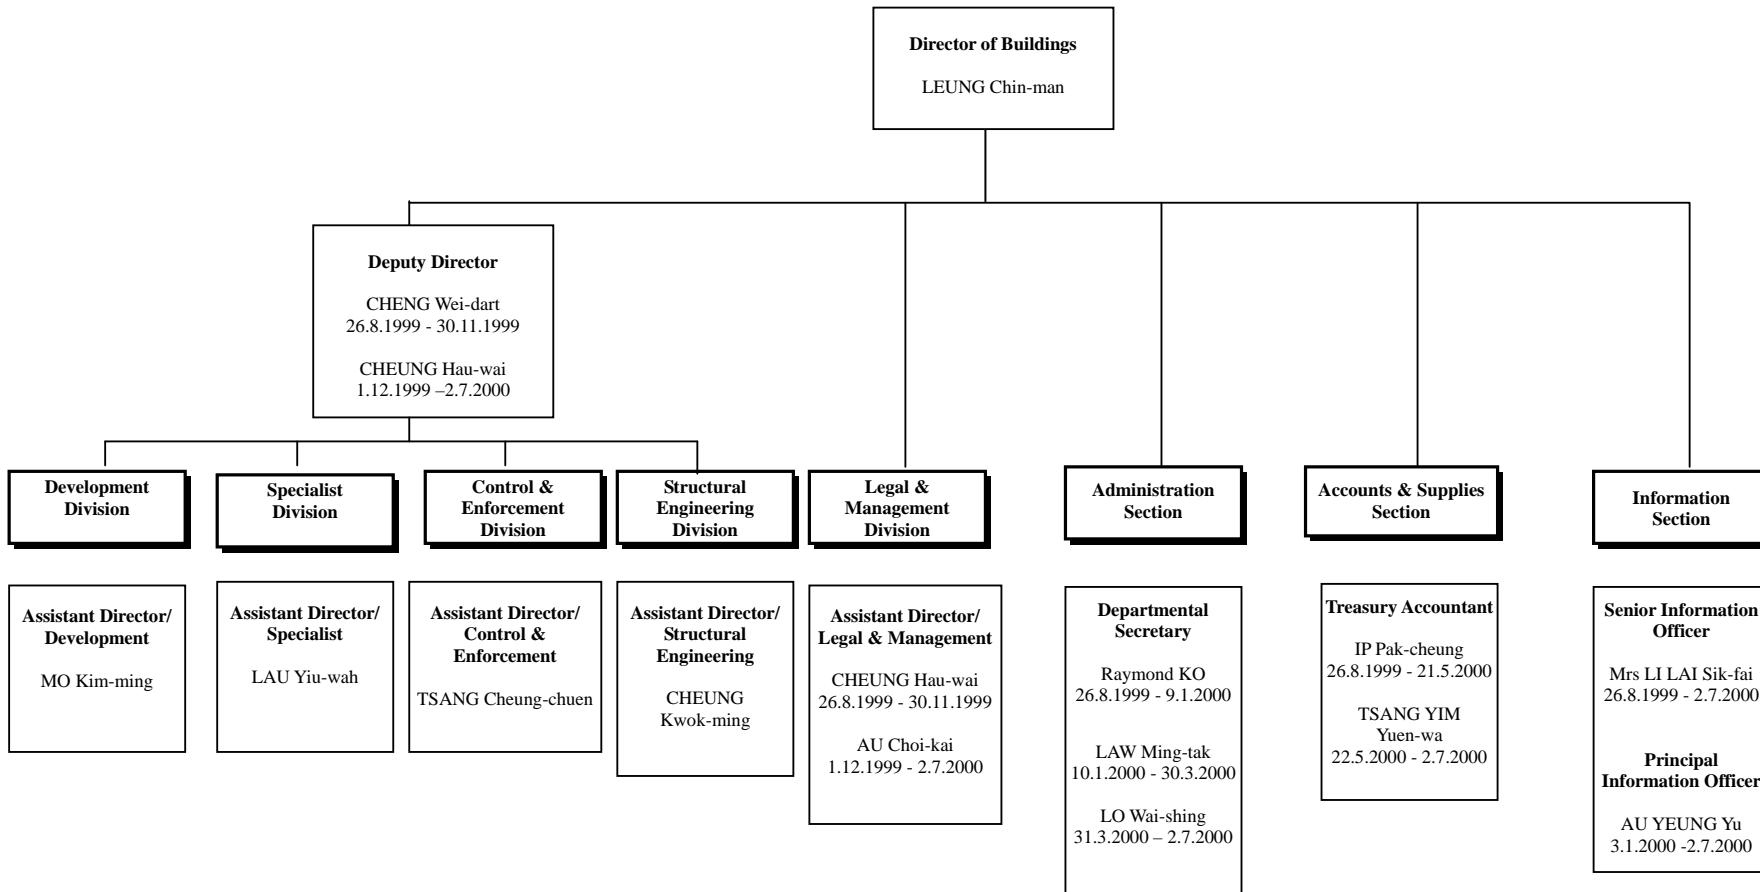 Director of Buildings
LEUNG Chin-man
Deputy Director
CHENG Wei-dart
26.8.1999 - 30.11.1999
CHEUNG Hau-wai
1.12.1999 –2.7.2000
Development
Division
Specialist
Division
Control &
Enforcement
Division
Structural
Engineering
Division
Legal &
Management
Division
Administration
Section
Accounts & Supplies
Section
Information
Section
Assistant Director/
Development
MO Kim-ming
Assistant Director/
Specialist
LAU Yiu-wah
Assistant Director/
Control &
Enforcement
TSANG Cheung-chuen
Assistant Director/
Structural
Engineering
CHEUNG
Kwok-ming
Assistant Director/
Legal & Management
CHEUNG Hau-wai
26.8.1999 - 30.11.1999
AU Choi-kai
1.12.1999 - 2.7.2000
Departmental
Secretary
Raymond KO
26.8.1999 - 9.1.2000
LAW Ming-tak
10.1.2000 - 30.3.2000
LO Wai-shing
31.3.2000 – 2.7.2000
Treasury Accountant
IP Pak-cheung
26.8.1999 - 21.5.2000
TSANG YIM
Yuen-wa
22.5.2000 - 2.7.2000
Senior Information
Officer
Mrs LI LAI Sik-fai
26.8.1999 - 2.7.2000
Principal
Information Officer
AU YEUNG Yu
3.1.2000 -2.7.2000